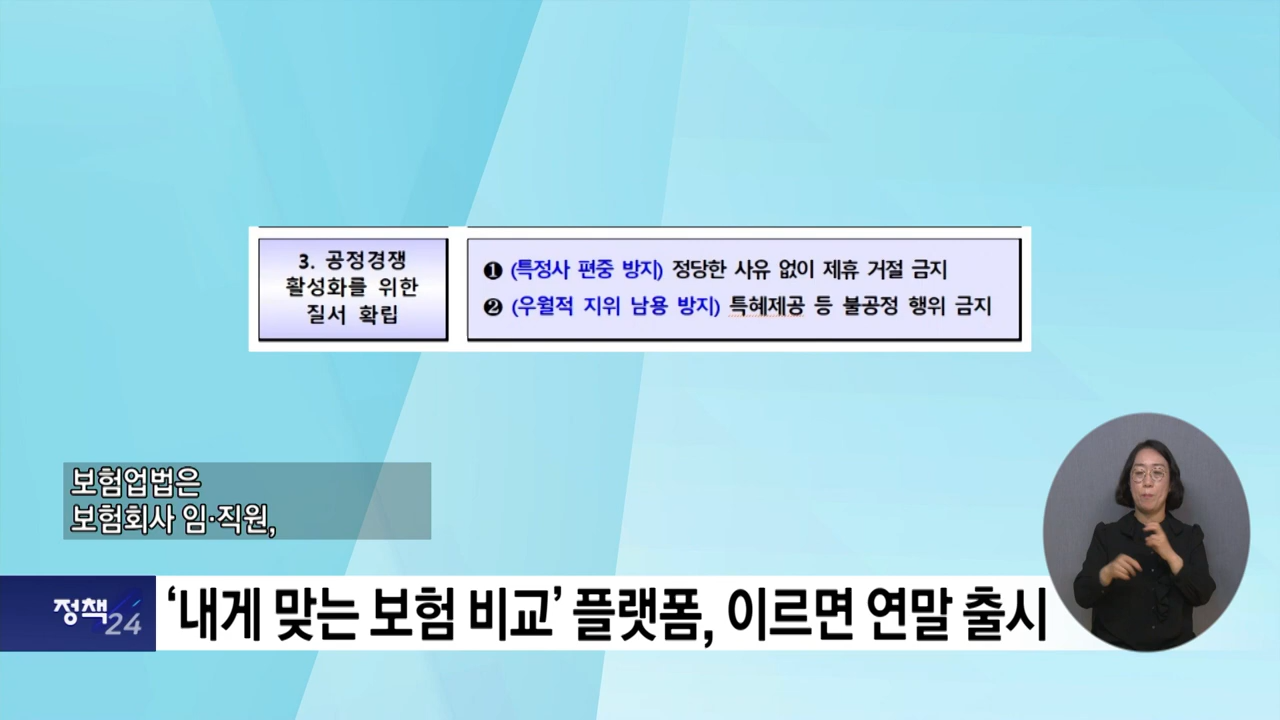 3. 공정경쟁
활성화를 위한
질서 확립
❶ (특정사 편중 방지) 정당한 사유 없이 제휴 거절 금지
❷ (우월적 지위 남용 방지) 특혜제공 등 불공정 행위 금지
보험업법은
보험회사 임·직원,
정책24
‘내게 맞는 보험 비교’ 플랫폼, 이르면 연말 출시